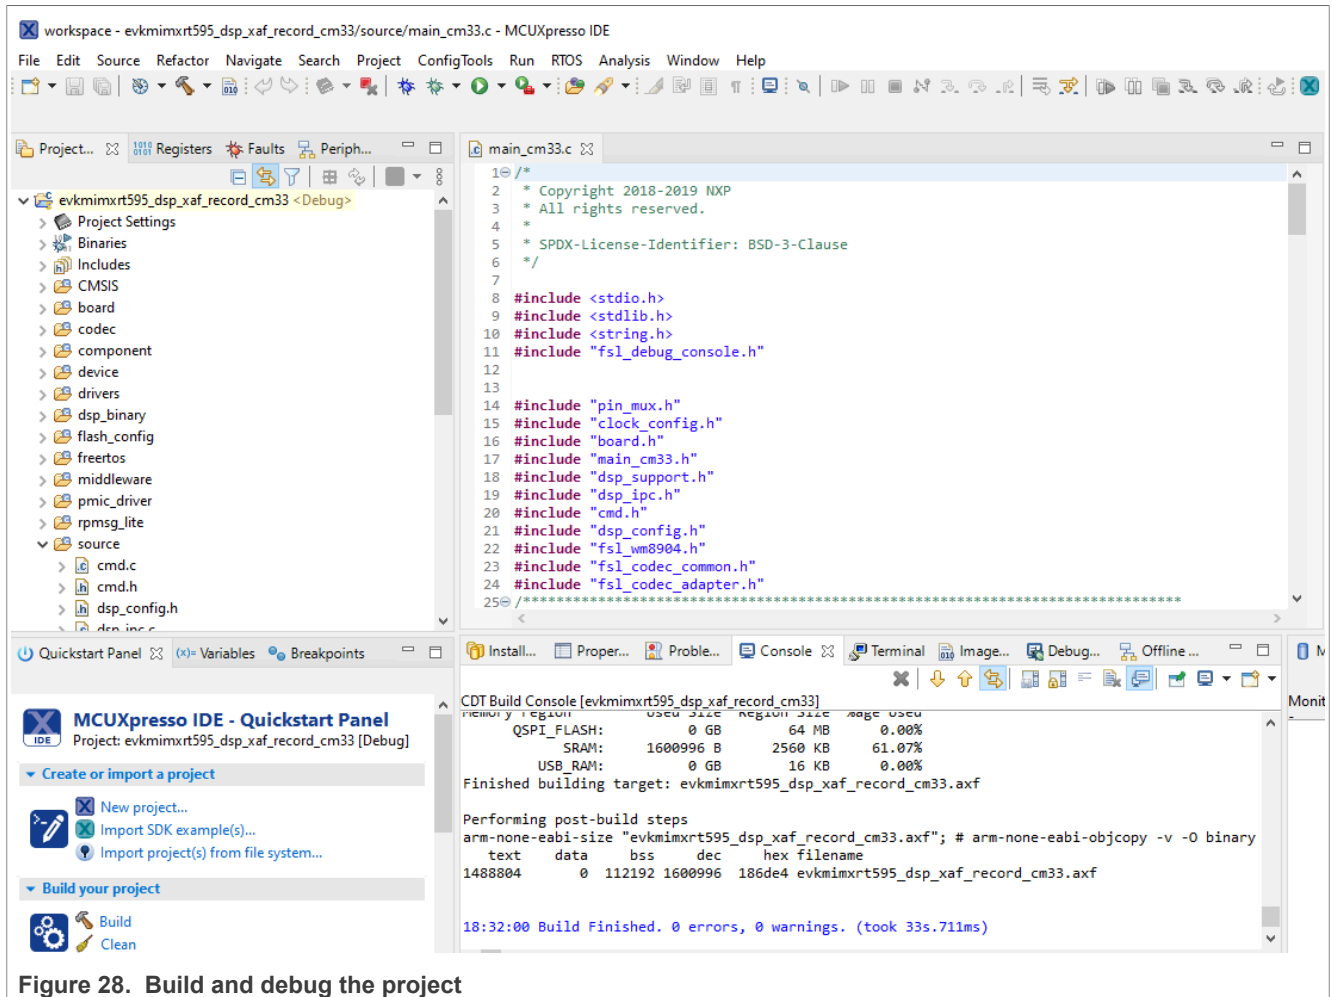 workspace - evkmimxrt595_dsp_xaf_record_cm33/source/main_cm33.c - MCUXpresso IDE
File Edit Source Refactor Navigate Search Project ConfigTools Run RTOS Analysis Window Help
Project... Registers Faults Periph...
evkmimxrt595_dsp_xaf_record_cm33 <Debug>
Project Settings
Binaries
Includes
CMSIS
board
codec
component
device
drivers
dsp_binary
flash_config
freertos
middleware
pmic_driver
rpmsg_lite
source
cmd.c
cmd.h
dsp_config.h
dsp_ipc.c
main_cm33.c
1 /*
2 * Copyright 2018-2019 NXP
3 * All rights reserved.
4 *
5 * SPDX-License-Identifier: BSD-3-Clause
6 */
7
8 #include <stdio.h>
9 #include <stdlib.h>
10 #include <string.h>
11 #include "fsl_debug_console.h"
12
13
14 #include "pin_mux.h"
15 #include "clock_config.h"
16 #include "board.h"
17 #include "main_cm33.h"
18 #include "dsp_support.h"
19 #include "dsp_ipc.h"
20 #include "cmd.h"
21 #include "dsp_config.h"
22 #include "fsl_wm8904.h"
23 #include "fsl_codec_common.h"
24 #include "fsl_codec_adapter.h"
25 /*******************************************************************************
Quickstart Panel (x)= Variables Breakpoints
IDE
MCUXpresso IDE - Quickstart Panel
Project: evkmimxrt595_dsp_xaf_record_cm33 [Debug]
Create or import a project
New project...
Import SDK example(s)...
Import project(s) from file system...
Build your project
Build
Clean
Install... Proper... Proble... Console Terminal Image... Debug... Offline ...
CDT Build Console [evkmimxrt595_dsp_xaf_record_cm33]
Memory region Used Size Region Size %age Used
QSPI_FLASH: 0 GB 64 MB 0.00%
SRAM: 1600996 B 2560 KB 61.07%
USB_RAM: 0 GB 16 KB 0.00%
Finished building target: evkmimxrt595_dsp_xaf_record_cm33.axf
Performing post-build steps
arm-none-eabi-size "evkmimxrt595_dsp_xaf_record_cm33.axf"; # arm-none-eabi-objcopy -v -O binary
text data bss dec hex filename
1488804 0 112192 1600996 186de4 evkmimxrt595_dsp_xaf_record_cm33.axf
18:32:00 Build Finished. 0 errors, 0 warnings. (took 33s.711ms)
M
Monit
Figure 28. Build and debug the project